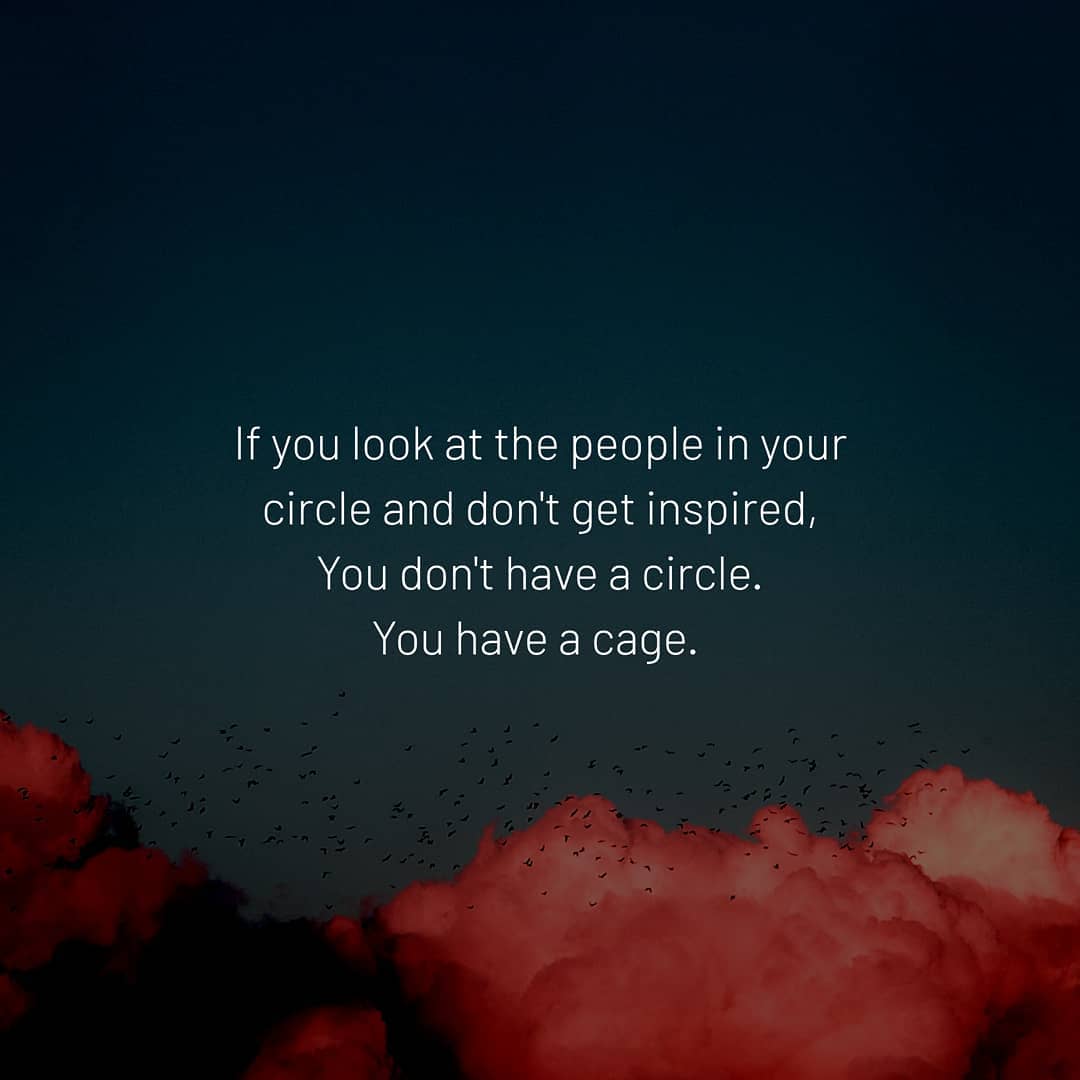 If you look at the people in your
circle and don't get inspired,
You don't have a circle.
You have a cage.